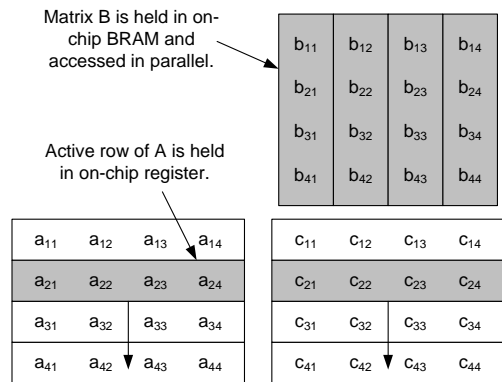 Matrix B is held in on-
chip BRAM and
accessed in parallel.
b11 b12 b13 b14
b21 b22 b23 b24
b31 b32 b33 b34
b41 b42 b43 b44
Active row of A is held
in on-chip register.
a11 a12 a13 a14
a21 a22 a23 a24
a31 a32 a33 a34
a41 a42 a43 a44
c11 c12 c13 c14
c21 c22 c23 c24
c31 c32 c33 c34
c41 c42 c43 c44